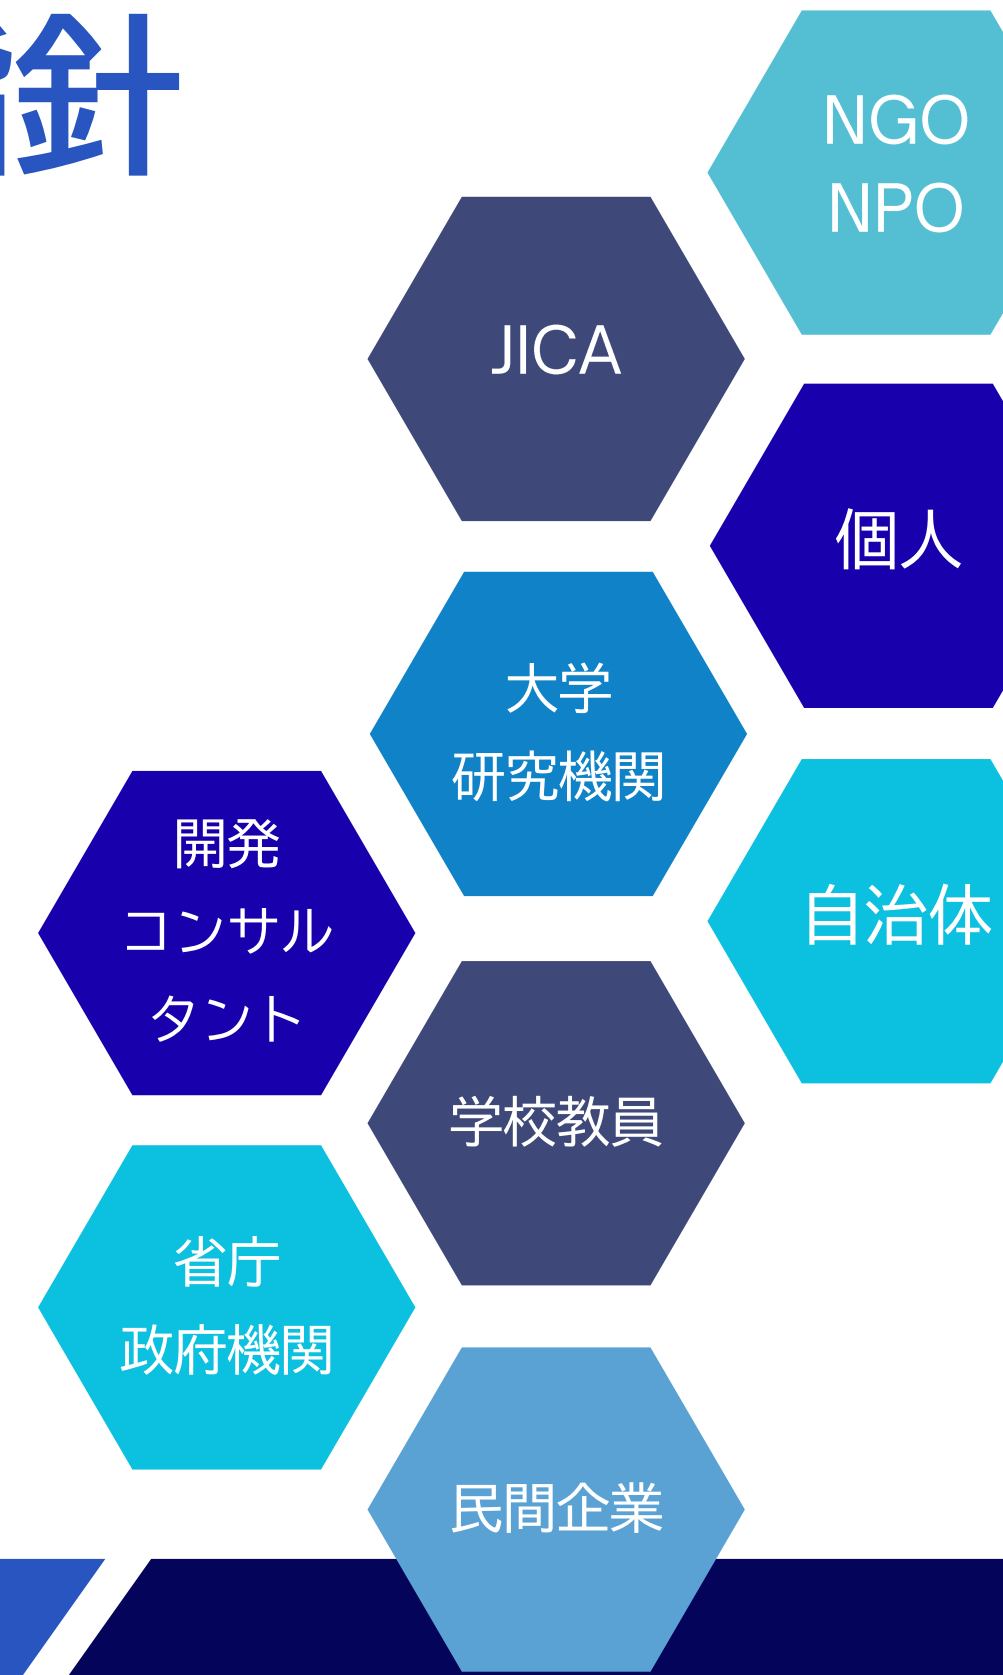 針
NGO
NPO
JICA
個人
大学
研究機関
開発
コンサル
タント
自治体
学校教員
省庁
政府機関
民間企業